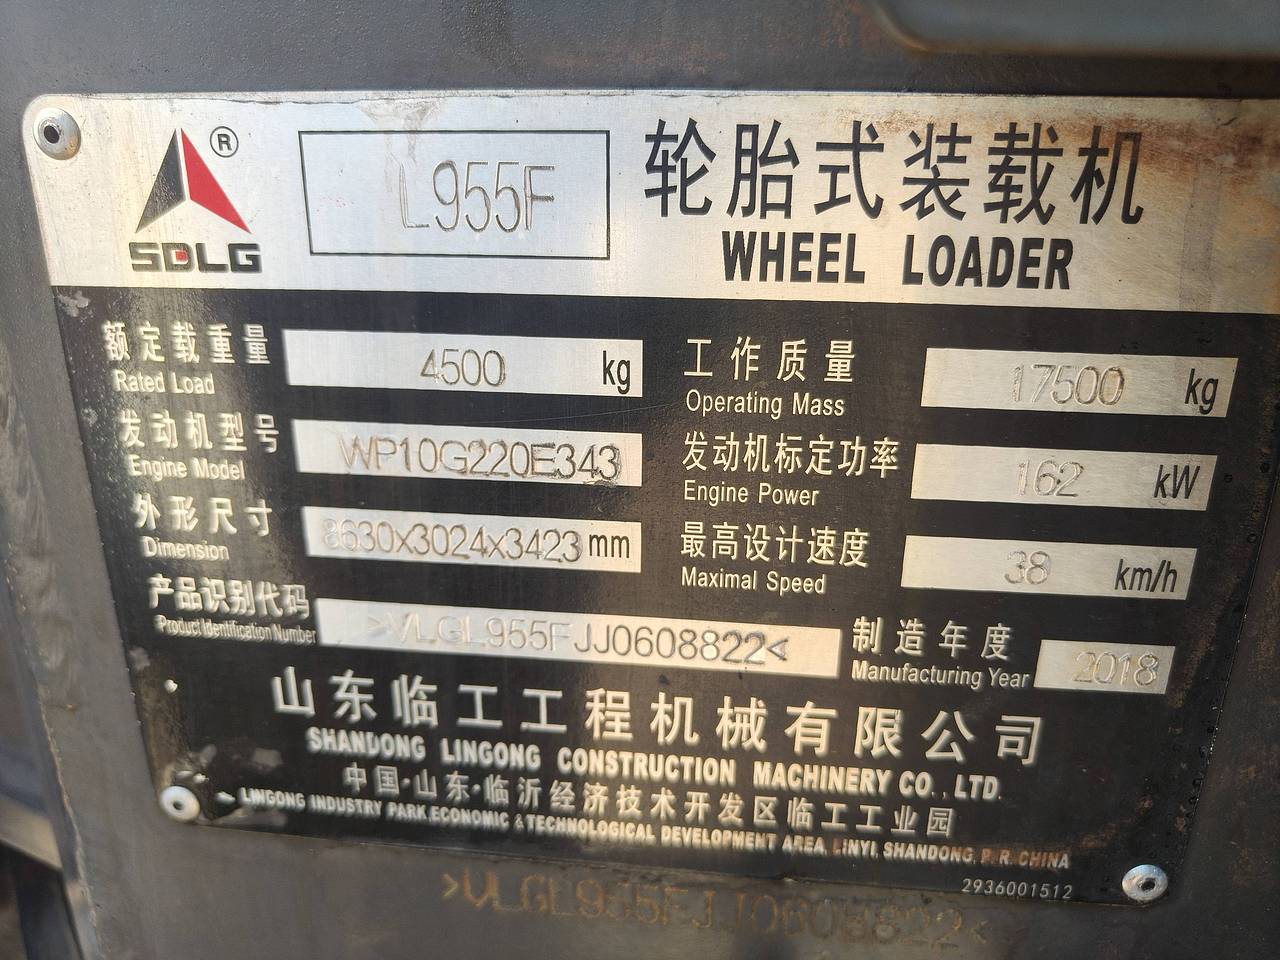 ®
SDLG
L955F
轮胎式装载机
WHEEL LOADER
额定载重量
Rated Load
4500 kg
工作质量
Operating Mass
17500 kg
发动机型号
Engine Model
WP10G220E343
发动机标定功率
Engine Power
162 kW
外形尺寸
Dimension
8630x3024x3423 mm
最高设计速度
Maximal Speed
38 km/h
产品识别代码
Product Identification Number
>VLGL955FJJ0608822<
制造年度
Manufacturing Year
2018
山东临工工程机械有限公司
SHANDONG LINGONG CONSTRUCTION MACHINERY CO., LTD.
中国·山东·临沂经济技术开发区临工工业园
LINGONG INDUSTRY PARK,ECONOMIC &TECHNOLOGICAL DEVELOPMENT AREA, LINYI, SHANDONG, P. R. CHINA
2936001512
>VLGL955FJJ0608822<